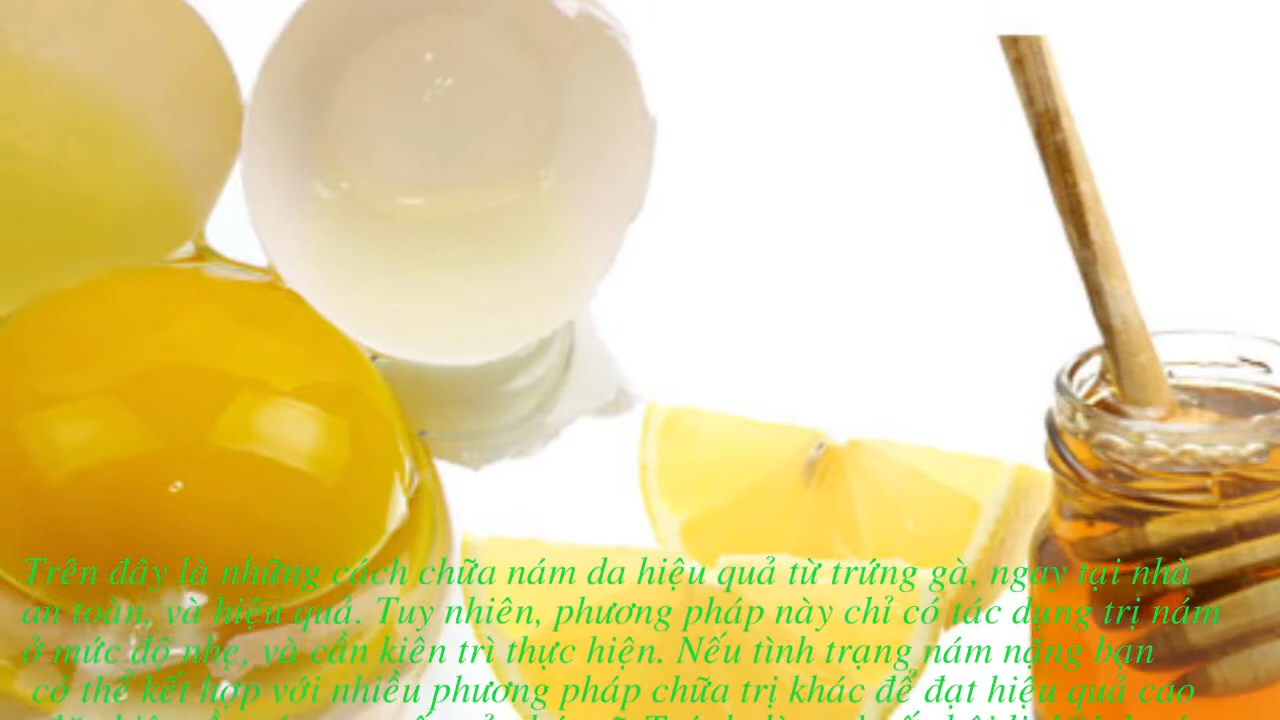 Trên đây là những cách chữa nám da hiệu quả từ trứng gà, ngay tại nhà
an toàn, và hiệu quá. Tuy nhiên, phương pháp này chỉ có tác dụng trị nám
ở mức độ nhẹ, và cần kiên trì thực hiện. Nếu tình trạng nám nặng bạn
có thể kết hợp với nhiều phương pháp chữa trị khác để đạt hiệu quả cao